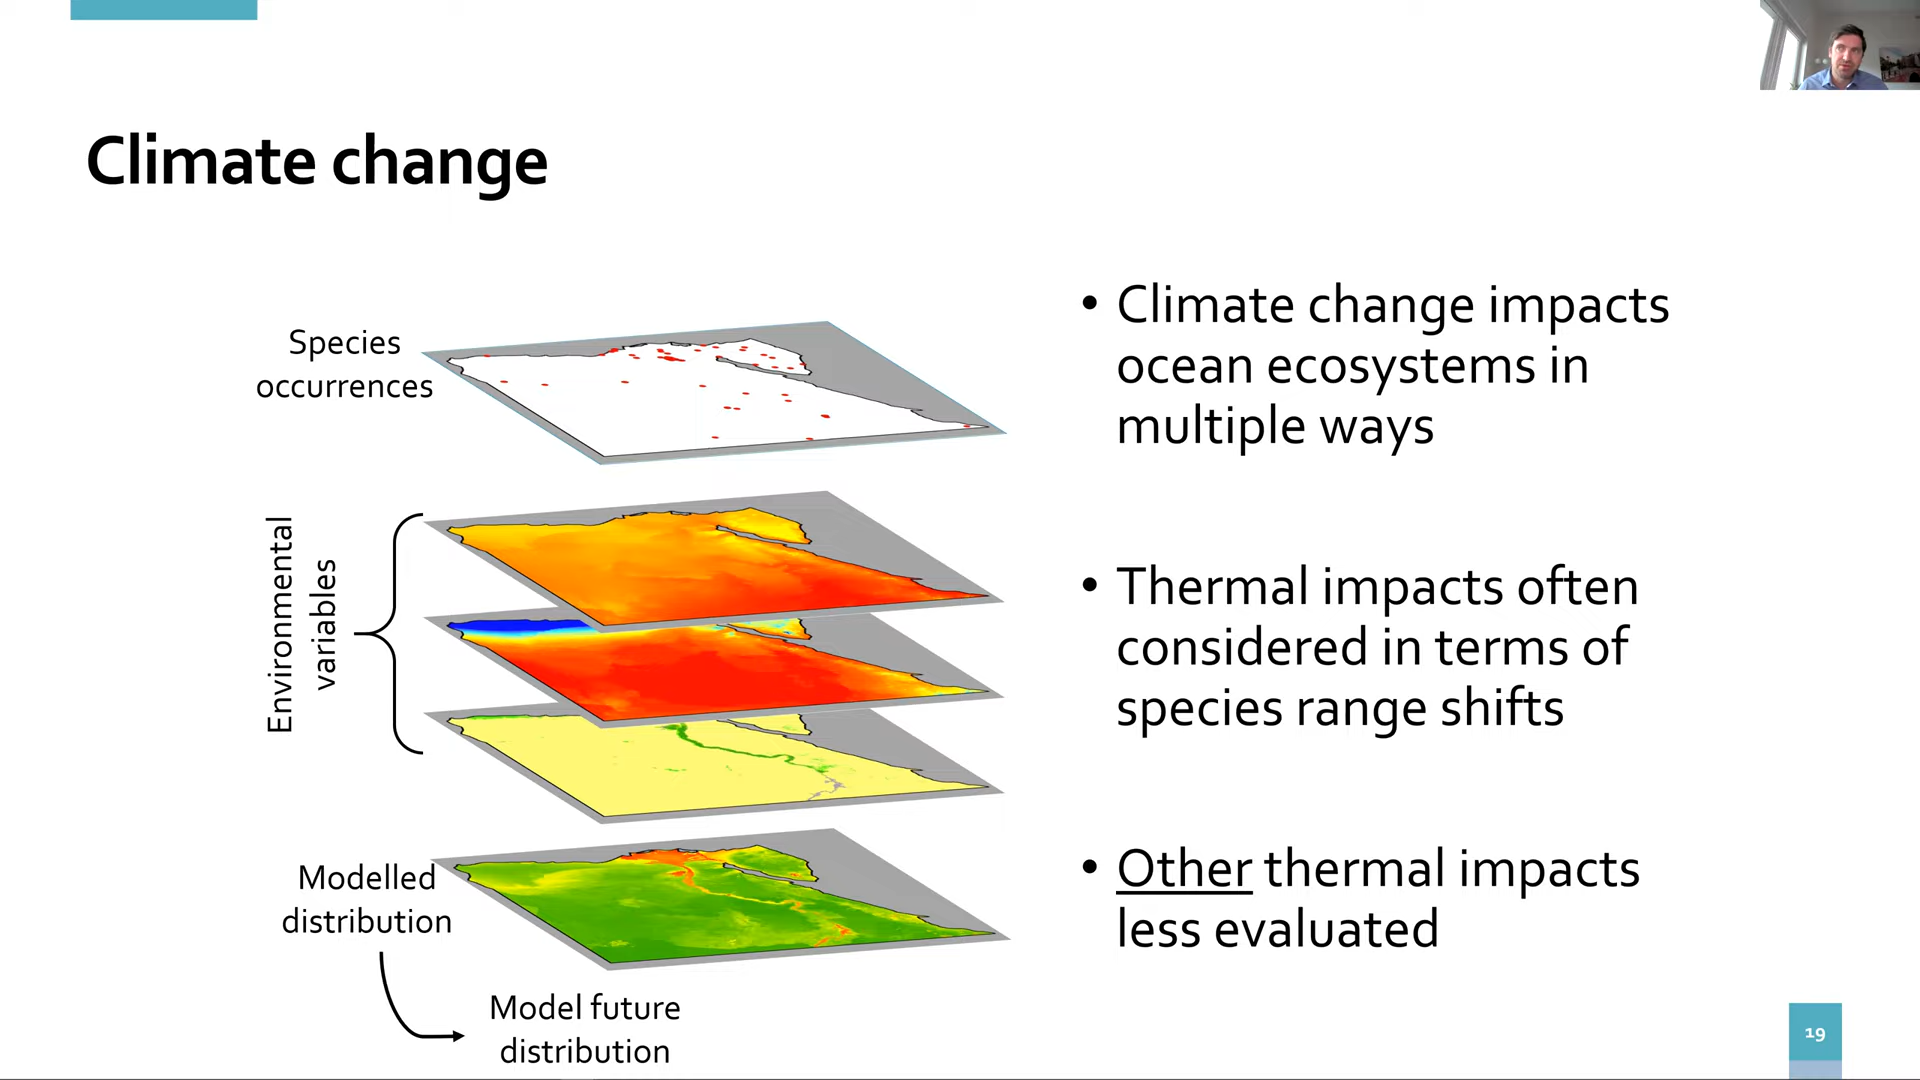 Climate change
Species
occurrences
Environmental
variables
Modelled
distribution
Model future
distribution
• Climate change impacts
ocean ecosystems in
multiple ways
• Thermal impacts often
considered in terms of
species range shifts
• Other thermal impacts
less evaluated
19